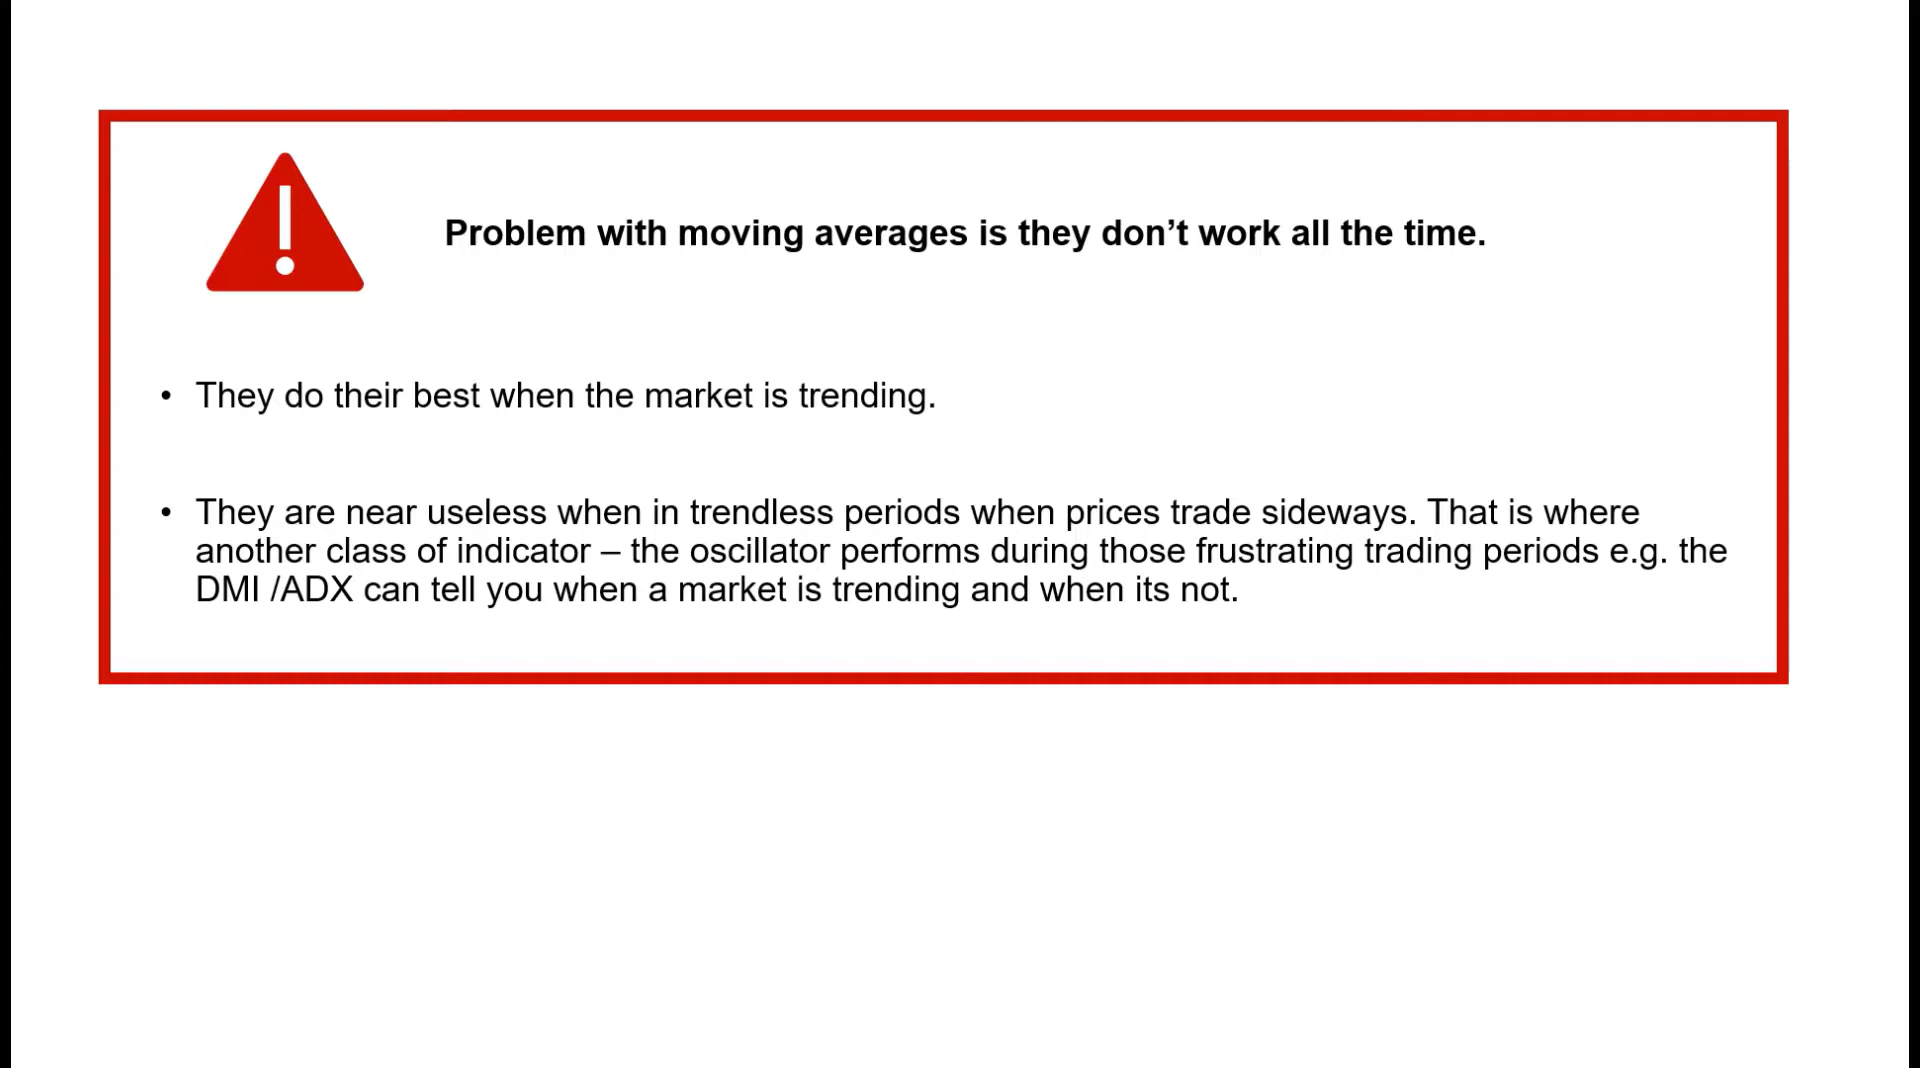 Problem with moving averages is they don’t work all the time.
• They do their best when the market is trending.
• They are near useless when in trendless periods when prices trade sideways. That is where
another class of indicator – the oscillator performs during those frustrating trading periods e.g. the
DMI /ADX can tell you when a market is trending and when its not.